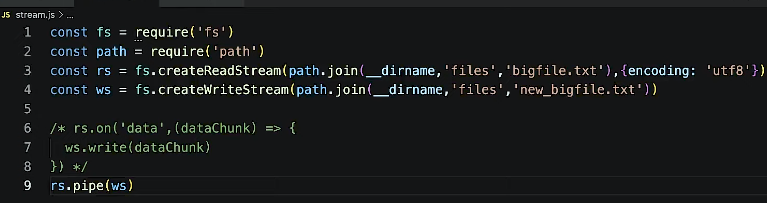 JS stream.js > ...
1 const fs = require('fs')
2 const path = require('path')
3 const rs = fs.createReadStream(path.join(__dirname,'files','bigfile.txt'),{encoding: 'utf8'})
4 const ws = fs.createWriteStream(path.join(__dirname,'files','new_bigfile.txt'))
5
6 /* rs.on('data',(dataChunk) => {
7   ws.write(dataChunk)
8 }) */
9 rs.pipe(ws)